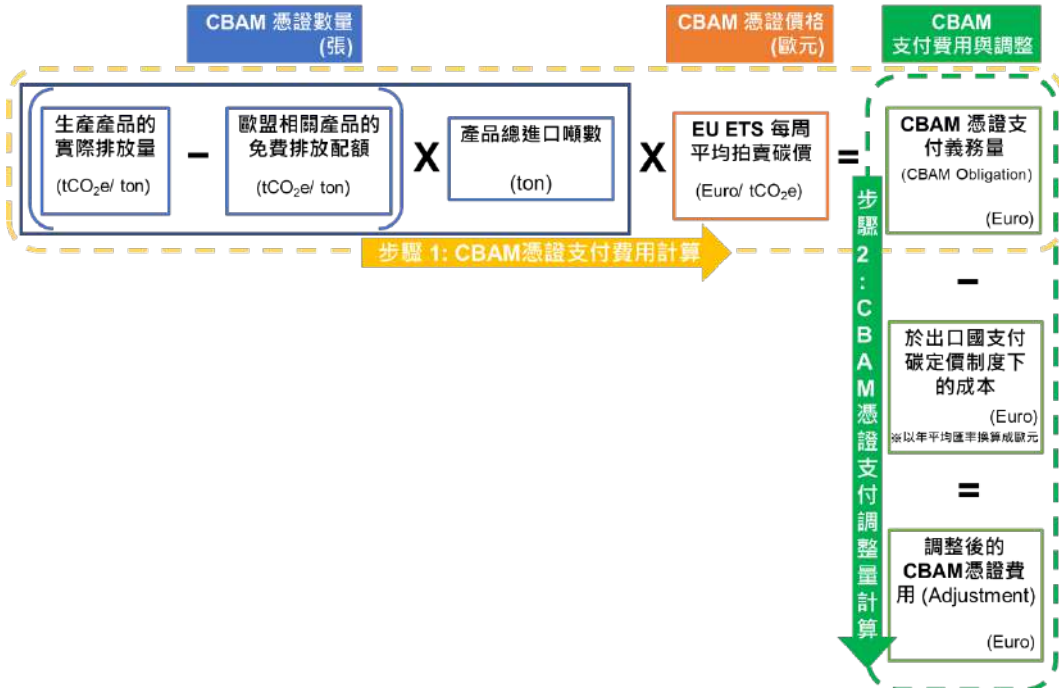 CBAM 憑證數量
(張)
CBAM 憑證價格
(歐元)
CBAM
支付費用與調整
生產產品的
實際排放量
(tCO₂e/ ton)
–
歐盟相關產品的
免費排放配額
(tCO₂e/ ton)
X
產品總進口噸數
(ton)
X
EU ETS 每周
平均拍賣碳價
(Euro/ tCO₂e)
=
CBAM 憑證支
付義務量
(CBAM Obligation)
(Euro)
步驟 1: CBAM憑證支付費用計算
步驟2:CBAM憑證支付調整量計算
–
於出口國支付
碳定價制度下
的成本
(Euro)
※以年平均匯率換算成歐元
=
調整後的
CBAM憑證費
用 (Adjustment)
(Euro)